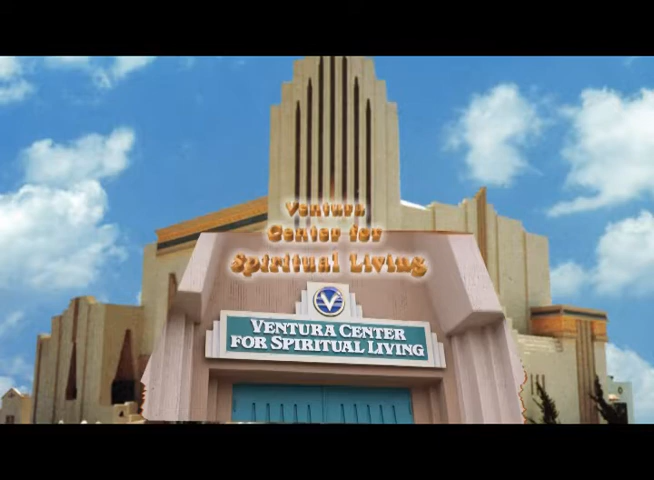 Ventura
Center for
Spiritual Living
V
VENTURA CENTER
FOR SPIRITUAL LIVING